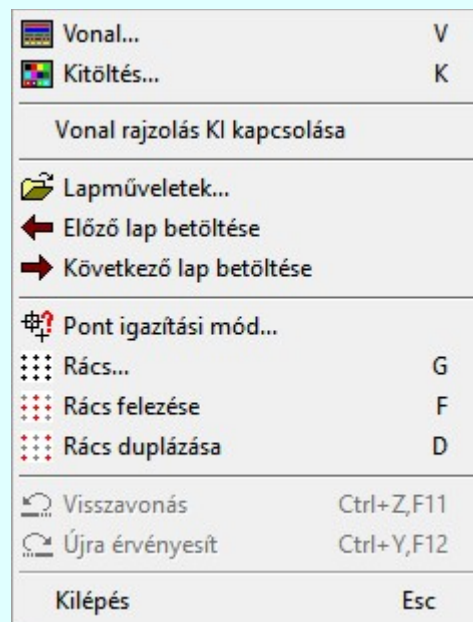 Vonal... V
Kitöltés... K
Vonal rajzolás KI kapcsolása
Lapműveletek...
Előző lap betöltése
Következő lap betöltése
Pont igazítási mód...
Rács... G
Rács felezése F
Rács duplázása D
Visszavonás Ctrl+Z,F11
Újra érvényesít Ctrl+Y,F12
Kilépés Esc